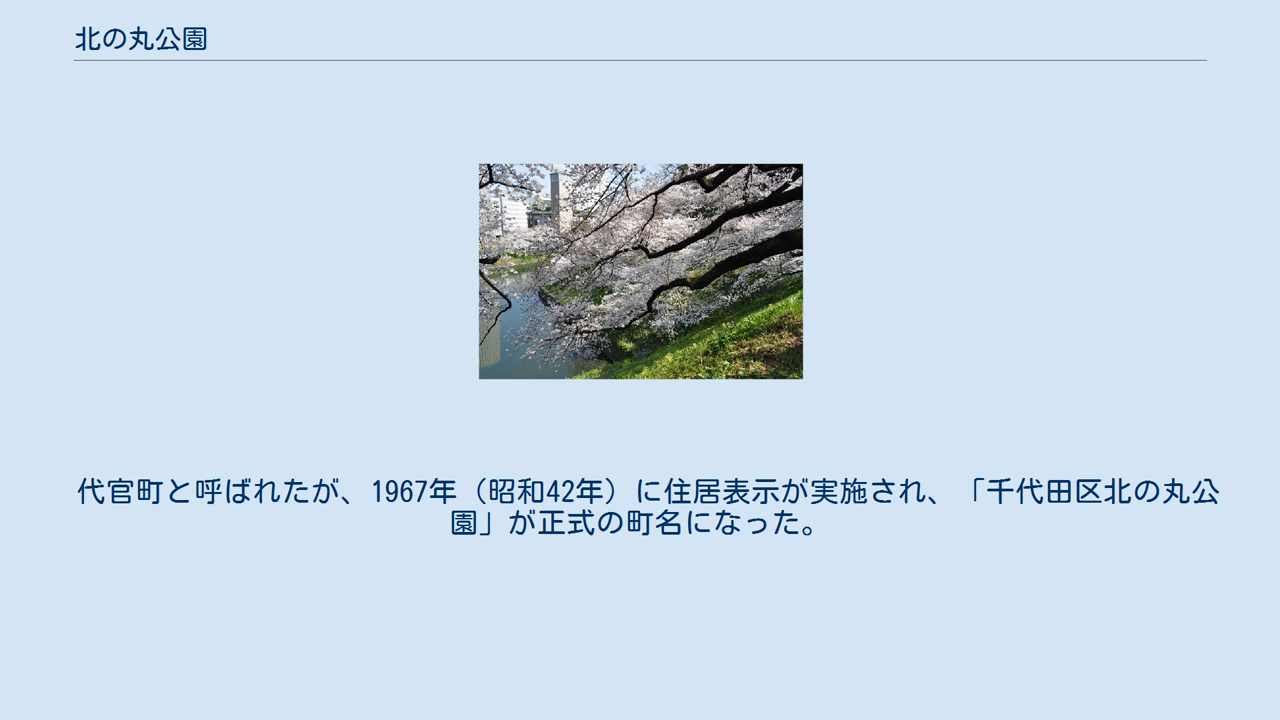 北の丸公園
代官町と呼ばれたが、1967年（昭和42年）に住居表示が実施され、「千代田区北の丸公
園」が正式の町名になった。